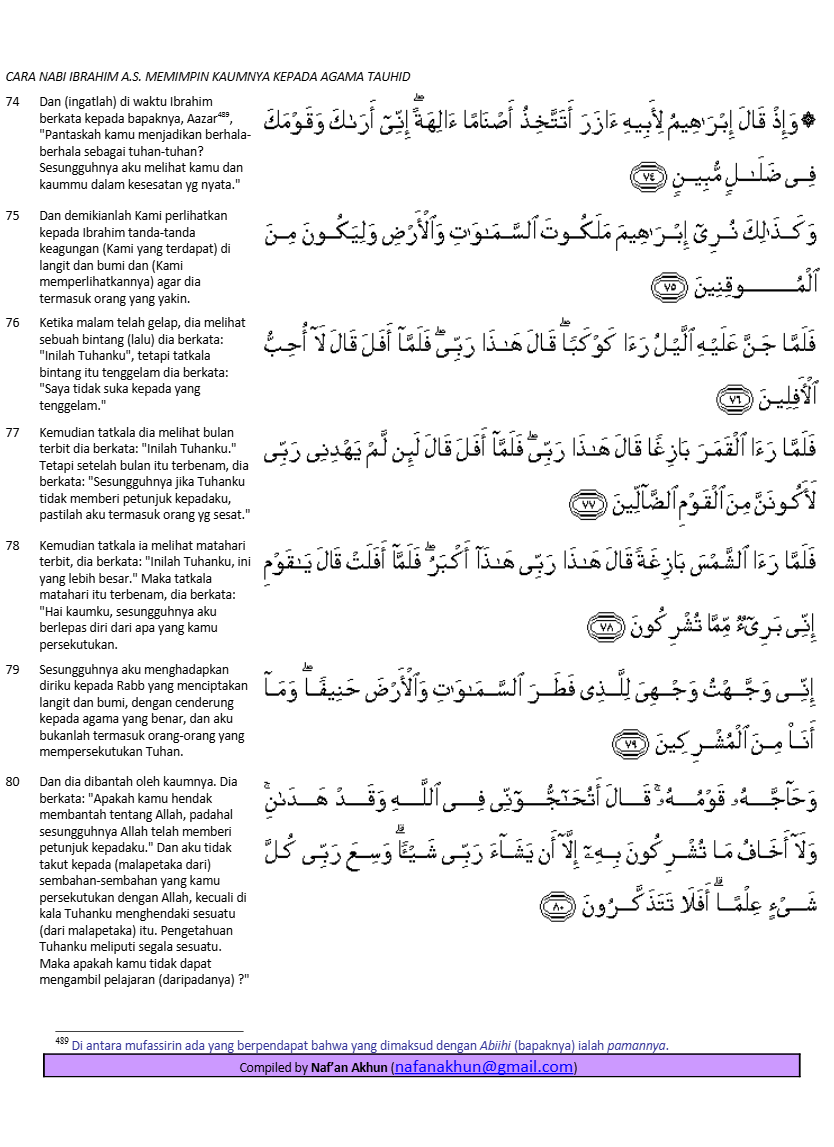 CARA NABI IBRAHIM A.S. MEMIMPIN KAUMNYA KEPADA AGAMA TAUHID
74 Dan (ingatlah) di waktu Ibrahim
berkata kepada bapaknya, Aazar489,
"Pantaskah kamu menjadikan berhala-
berhala sebagai tuhan-tuhan?
Sesungguhnya aku melihat kamu dan
kaummu dalam kesesatan yg nyata."
۞ وَإِذْ قَالَ إِبْرَٰهِيمُ لِأَبِيهِ ءَازَرَ أَتَتَّخِذُ أَصْنَامًا ءَالِهَةً ۖ إِنِّىٓ أَرَىٰكَ وَقَوْمَكَ
فِى ضَلَٰلٍ مُّبِينٍ ﴿٧٤﴾
75 Dan demikianlah Kami perlihatkan
kepada Ibrahim tanda-tanda
keagungan (Kami yang terdapat) di
langit dan bumi dan (Kami
memperlihatkannya) agar dia
termasuk orang yang yakin.
وَكَذَٰلِكَ نُرِىٓ إِبْرَٰهِيمَ مَلَكُوتَ ٱلسَّمَٰوَٰتِ وَٱلْأَرْضِ وَلِيَكُونَ مِنَ
ٱلْمُوقِنِينَ ﴿٧٥﴾
76 Ketika malam telah gelap, dia melihat
sebuah bintang (lalu) dia berkata:
"Inilah Tuhanku", tetapi tatkala
bintang itu tenggelam dia berkata:
"Saya tidak suka kepada yang
tenggelam."
فَلَمَّا جَنَّ عَلَيْهِ ٱلَّيْلُ رَءَا كَوْكَبًا ۖ قَالَ هَٰذَا رَبِّى ۖ فَلَمَّآ أَفَلَ قَالَ لَآ أُحِبُّ
ٱلْأَفِلِينَ ﴿٧٦﴾
77 Kemudian tatkala dia melihat bulan
terbit dia berkata: "Inilah Tuhanku."
Tetapi setelah bulan itu terbenam, dia
berkata: "Sesungguhnya jika Tuhanku
tidak memberi petunjuk kepadaku,
pastilah aku termasuk orang yg sesat."
فَلَمَّا رَءَا ٱلْقَمَرَ بَازِغًا قَالَ هَٰذَا رَبِّى ۖ فَلَمَّآ أَفَلَ قَالَ لَئِن لَّمْ يَهْدِنِى رَبِّى
لَأَكُونَنَّ مِنَ ٱلْقَوْمِ ٱلضَّآلِّينَ ﴿٧٧﴾
78 Kemudian tatkala ia melihat matahari
terbit, dia berkata: "Inilah Tuhanku, ini
yang lebih besar." Maka tatkala
matahari itu terbenam, dia berkata:
"Hai kaumku, sesungguhnya aku
berlepas diri dari apa yang kamu
persekutukan.
فَلَمَّا رَءَا ٱلشَّمْسَ بَازِغَةً قَالَ هَٰذَا رَبِّى هَٰذَآ أَكْبَرُ ۖ فَلَمَّآ أَفَلَتْ قَالَ يَٰقَوْمِ
إِنِّى بَرِىٓءٌ مِّمَّا تُشْرِكُونَ ﴿٧٨﴾
79 Sesungguhnya aku menghadapkan
diriku kepada Rabb yang menciptakan
langit dan bumi, dengan cenderung
kepada agama yang benar, dan aku
bukanlah termasuk orang-orang yang
mempersekutukan Tuhan.
إِنِّى وَجَّهْتُ وَجْهِىَ لِلَّذِى فَطَرَ ٱلسَّمَٰوَٰتِ وَٱلْأَرْضَ حَنِيفًا ۖ وَمَآ
أَنَا۠ مِنَ ٱلْمُشْرِكِينَ ﴿٧٩﴾
80 Dan dia dibantah oleh kaumnya. Dia
berkata: "Apakah kamu hendak
membantah tentang Allah, padahal
sesungguhnya Allah telah memberi
petunjuk kepadaku." Dan aku tidak
takut kepada (malapetaka dari)
sembahan-sembahan yang kamu
persekutukan dengan Allah, kecuali di
kala Tuhanku menghendaki sesuatu
(dari malapetaka) itu. Pengetahuan
Tuhanku meliputi segala sesuatu.
Maka apakah kamu tidak dapat
mengambil pelajaran (daripadanya) ?"
وَحَآجَّهُۥ قَوْمُهُۥ ۚ قَالَ أَتُحَٰٓجُّوٓنِّى فِى ٱللَّهِ وَقَدْ هَدَىٰنِ ۚ
وَلَآ أَخَافُ مَا تُشْرِكُونَ بِهِۦٓ إِلَّآ أَن يَشَآءَ رَبِّى شَيْـًٔا ۗ وَسِعَ رَبِّى كُلَّ
شَىْءٍ عِلْمًا ۗ أَفَلَا تَتَذَكَّرُونَ ﴿٨٠﴾
489 Di antara mufassirin ada yang berpendapat bahwa yang dimaksud dengan Abiihi (bapaknya) ialah pamannya.
Compiled by Naf'an Akhun (nafanakhun@gmail.com)